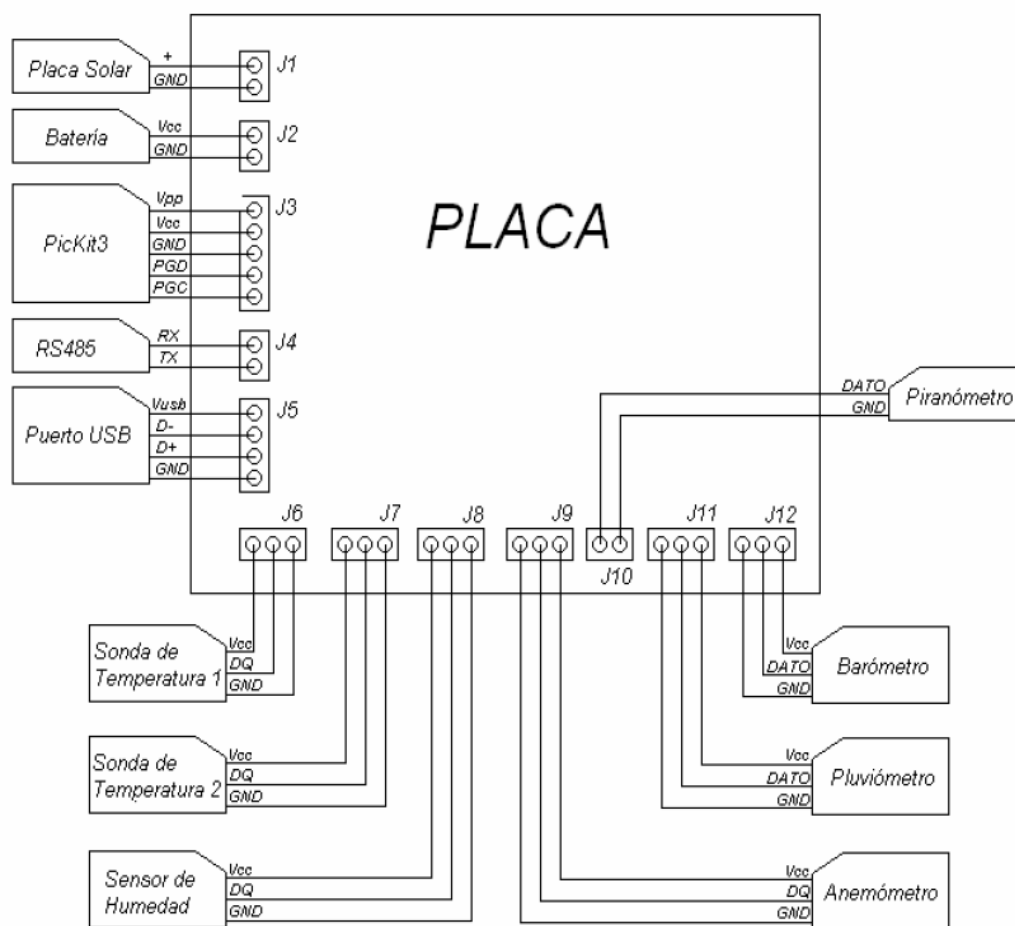 PLACA
Placa Solar
+
GND
J1
Batería
Vcc
GND
J2
PicKit3
Vpp
Vcc
GND
PGD
PGC
J3
RS485
RX
TX
J4
Puerto USB
Vusb
D-
D+
GND
J5
DATO
GND
Piranómetro
J6
J7
J8
J9
J10
J11
J12
Sonda de
Temperatura 1
Vcc
DQ
GND
Vcc
DATO
GND
Barómetro
Sonda de
Temperatura 2
Vcc
DQ
GND
Vcc
DATO
GND
Pluviómetro
Sensor de
Humedad
Vcc
DQ
GND
Vcc
DQ
GND
Anemómetro